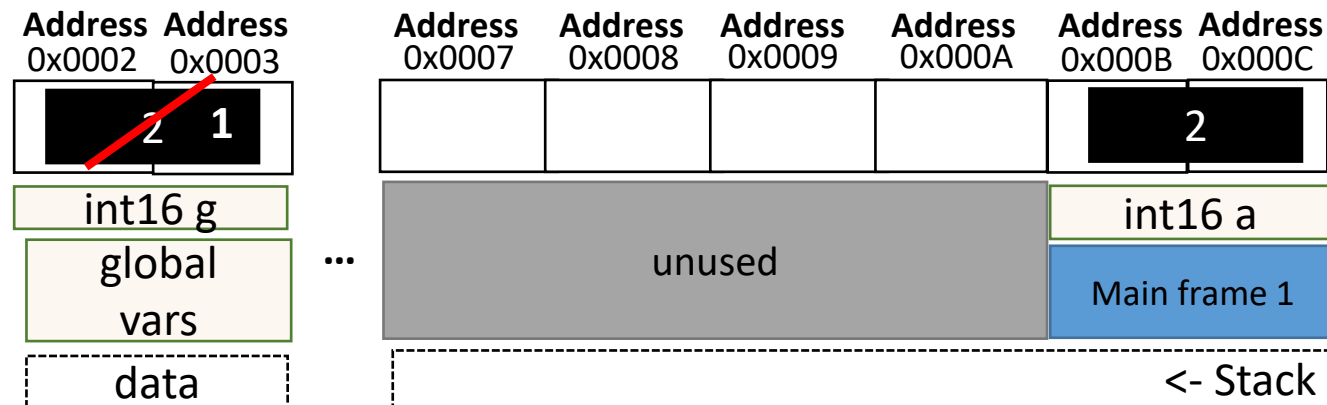 Address Address Address Address Address Address Address Address
0x0002 0x0003 0x0007 0x0008 0x0009 0x000A 0x000B 0x000C
2 1 2
int16 g int16 a
global vars ... unused Main frame 1
data <- Stack